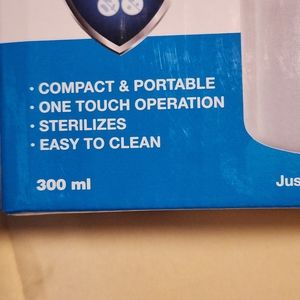 · COMPACT & PORTABLE
· ONE TOUCH OPERATION
· STERILIZES
· EASY TO CLEAN
300 ml
Jus